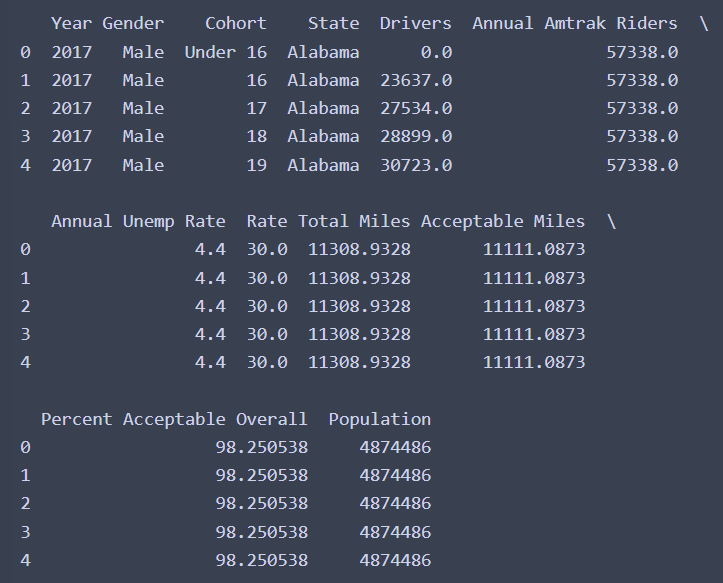 Year Gender Cohort State Drivers Annual Amtrak Riders \
0 2017 Male Under 16 Alabama 0.0 57338.0
1 2017 Male 16 Alabama 23637.0 57338.0
2 2017 Male 17 Alabama 27534.0 57338.0
3 2017 Male 18 Alabama 28899.0 57338.0
4 2017 Male 19 Alabama 30723.0 57338.0
Annual Unemp Rate Rate Total Miles Acceptable Miles \
0 4.4 30.0 11308.9328 11111.0873
1 4.4 30.0 11308.9328 11111.0873
2 4.4 30.0 11308.9328 11111.0873
3 4.4 30.0 11308.9328 11111.0873
4 4.4 30.0 11308.9328 11111.0873
Percent Acceptable Overall Population
0 98.250538 4874486
1 98.250538 4874486
2 98.250538 4874486
3 98.250538 4874486
4 98.250538 4874486